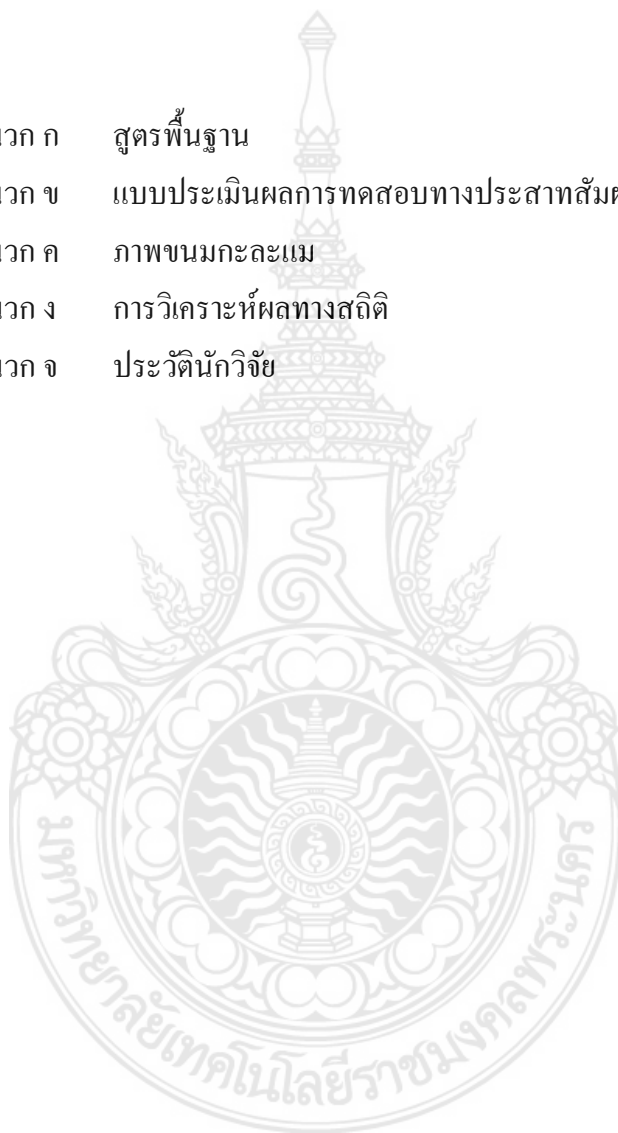 วก ก สูตรพื้นฐาน
วก ข แบบประเมินผลการทดสอบทางประสาทสัมผ
วก ค ภาพขนมกะละแม
วก ง การวิเคราะห์ผลทางสถิติ
วก จ ประวัตินักวิจัย
มหาวิทยาลัยเทคโนโลยีราชมงคลพระนคร